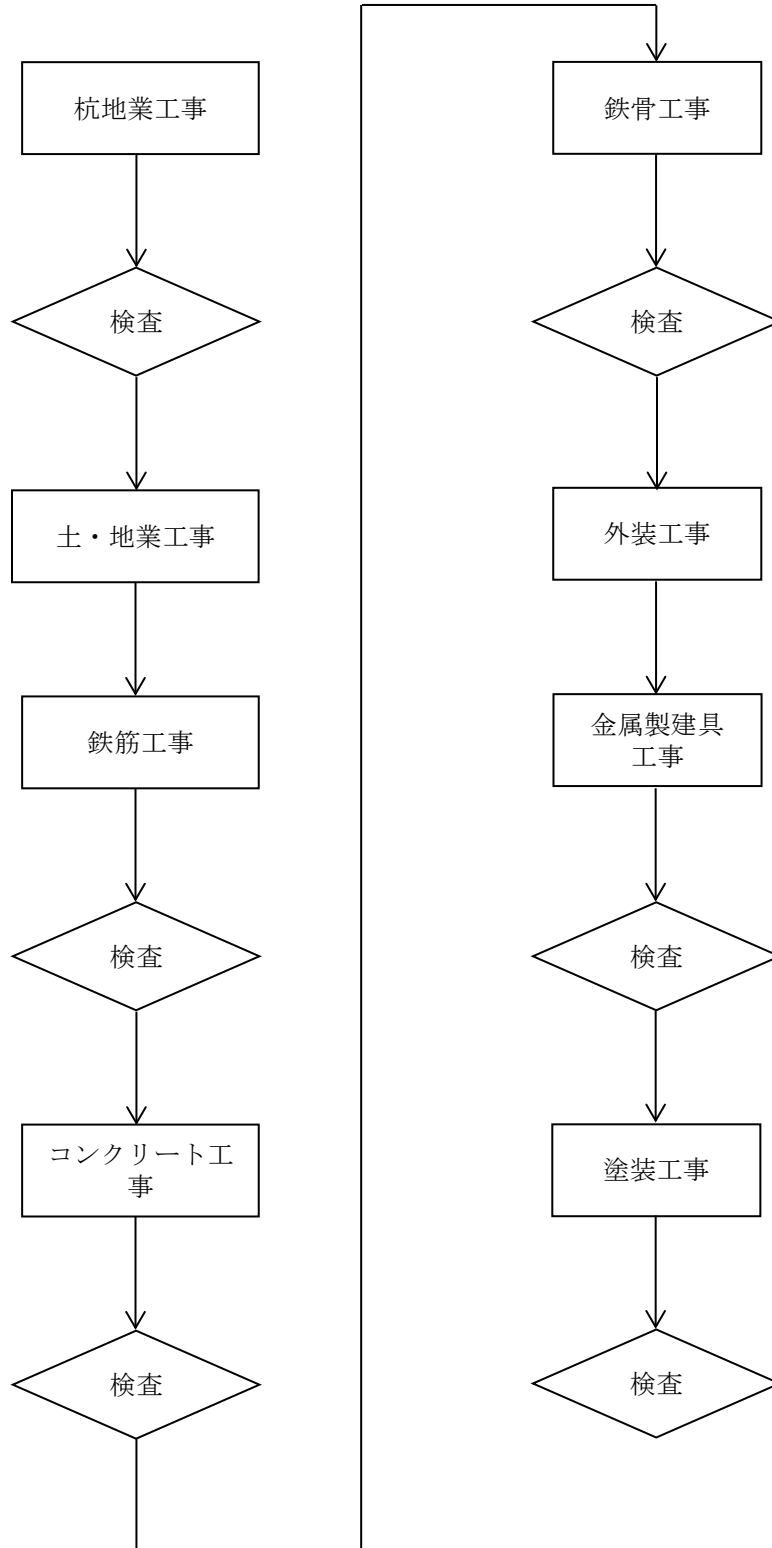 杭地業工事
検査
土・地業工事
鉄筋工事
検査
コンクリート工
事
検査
鉄骨工事
検査
外装工事
金属製建具
工事
検査
塗装工事
検査